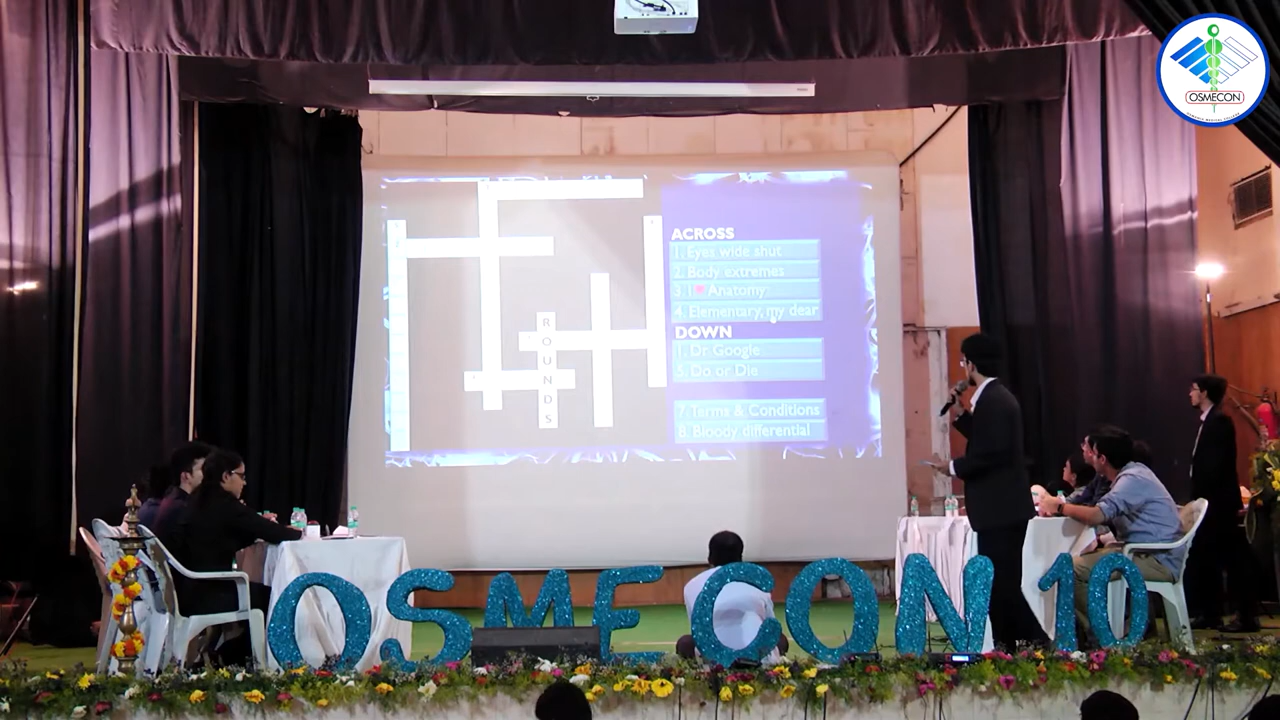 OSMECON
ACROSS
1. Eyes wide shut
2. Body extremes
3. I Anatomy
4. Elementary, my dear
DOWN
1. Dr Google
5. Do or Die
7. Terms & Conditions
8. Bloody differential
ROUNDS
OSMECON 10